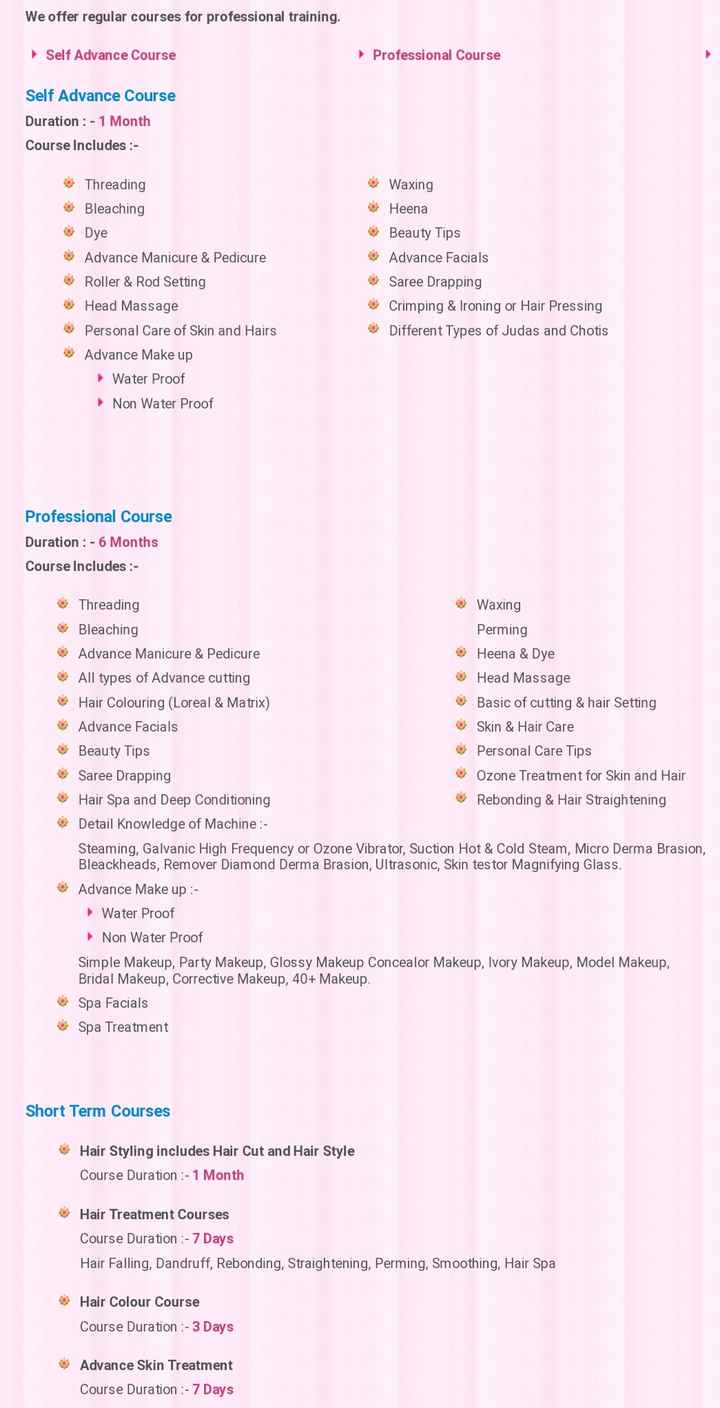 We offer regular courses for professional training.
Self Advance Course
Professional Course
Self Advance Course
Duration : - 1 Month
Course Includes :-
Threading
Waxing
Bleaching
Heena
Dye
Beauty Tips
Advance Manicure & Pedicure
Advance Facials
Roller & Rod Setting
Saree Drapping
Head Massage
Crimping & Ironing or Hair Pressing
Personal Care of Skin and Hairs
Different Types of Judas and Chotis
Advance Make up
Water Proof
Non Water Proof
Professional Course
Duration : - 6 Months
Course Includes :-
Threading
Waxing
Bleaching
Perming
Advance Manicure & Pedicure
Heena & Dye
All types of Advance cutting
Head Massage
Hair Colouring (Loreal & Matrix)
Basic of cutting & hair Setting
Advance Facials
Skin & Hair Care
Beauty Tips
Personal Care Tips
Saree Drapping
Ozone Treatment for Skin and Hair
Hair Spa and Deep Conditioning
Rebonding & Hair Straightening
Detail Knowledge of Machine :-
Steaming, Galvanic High Frequency or Ozone Vibrator, Suction Hot & Cold Steam, Micro Derma Brasion,
Bleackheads, Remover Diamond Derma Brasion, Ultrasonic, Skin testor Magnifying Glass.
Advance Make up :-
Water Proof
Non Water Proof
Simple Makeup, Party Makeup, Glossy Makeup Concealor Makeup, Ivory Makeup, Model Makeup,
Bridal Makeup, Corrective Makeup, 40+ Makeup.
Spa Facials
Spa Treatment
Short Term Courses
Hair Styling includes Hair Cut and Hair Style
Course Duration :- 1 Month
Hair Treatment Courses
Course Duration :- 7 Days
Hair Falling, Dandruff, Rebonding, Straightening, Perming, Smoothing, Hair Spa
Hair Colour Course
Course Duration :- 3 Days
Advance Skin Treatment
Course Duration :- 7 Days